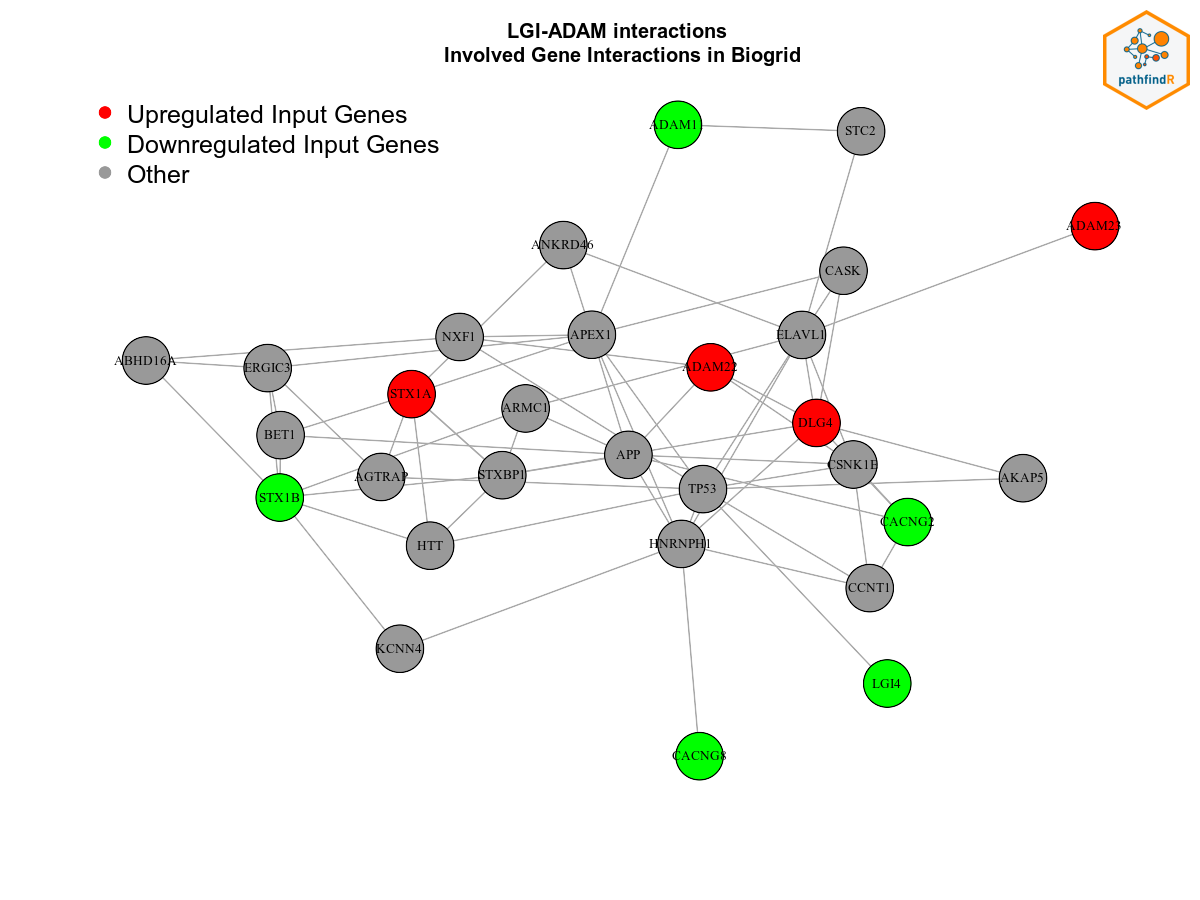 LGI-ADAM interactions
Involved Gene Interactions in Biogrid
pathfindR
Upregulated Input Genes
Downregulated Input Genes
Other
ADAM11
STC2
ADAM23
ANKRD46
CASK
NXF1
APEX1
ELAVL1
ABHD16A
ERGIC3
ADAM22
STX1A
ARMC1
DLG4
BET1
APP
CSNK1E
AGTRAP
STXBP1
AKAP5
TP53
STX1B
CACNG2
HTT
HNRNPH1
CCNT1
KCNN4
LGI4
CACNG8